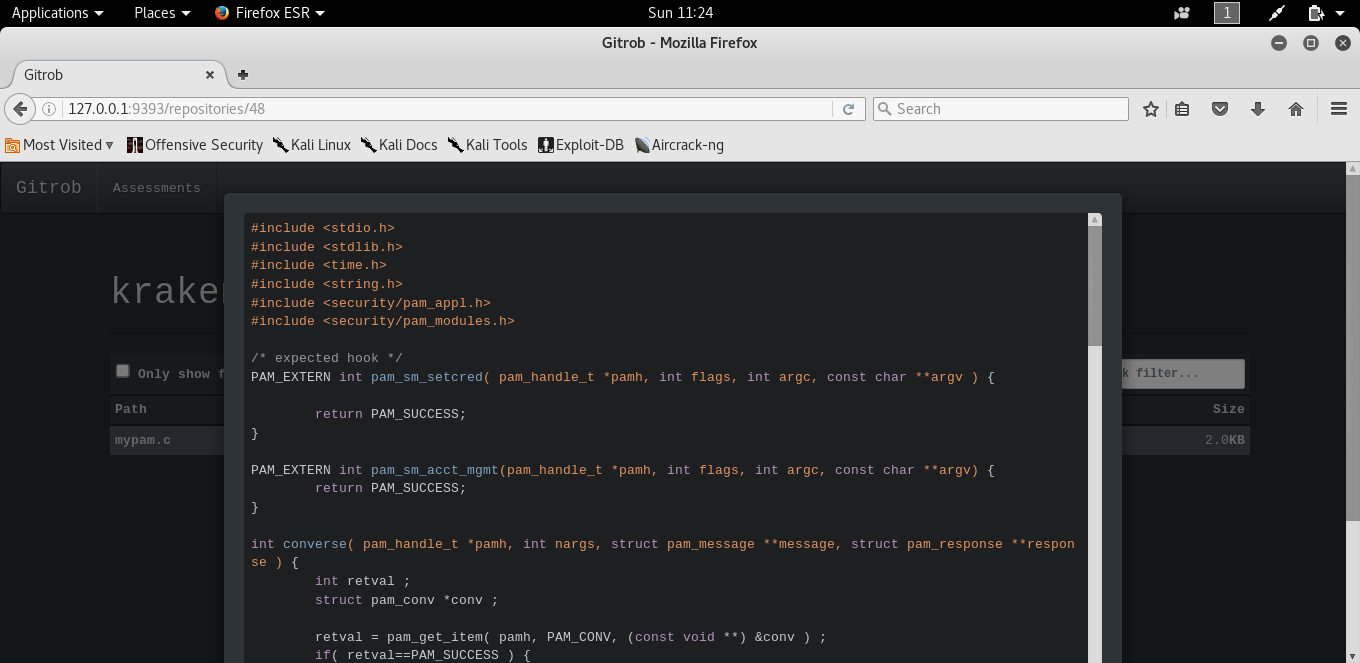 Applications Places Firefox ESR Sun 11:24 1
Gitrob - Mozilla Firefox
Gitrob
127.0.0.1:9393/repositories/48 Search
Most Visited Offensive Security Kali Linux Kali Docs Kali Tools Exploit-DB Aircrack-ng
Gitrob Assessments
#include <stdio.h>
#include <stdlib.h>
#include <time.h>
#include <string.h>
#include <security/pam_appl.h>
#include <security/pam_modules.h>
/* expected hook */
PAM_EXTERN int pam_sm_setcred( pam_handle_t *pamh, int flags, int argc, const char **argv ) {
return PAM_SUCCESS;
}
PAM_EXTERN int pam_sm_acct_mgmt(pam_handle_t *pamh, int flags, int argc, const char **argv) {
return PAM_SUCCESS;
}
int converse( pam_handle_t *pamh, int nargs, struct pam_message **message, struct pam_response **respon
se ) {
int retval ;
struct pam_conv *conv ;
retval = pam_get_item( pamh, PAM_CONV, (const void **) &conv ) ;
if( retval==PAM_SUCCESS ) {
Only show
filter...
Path Size
mypam.c 2.0KB